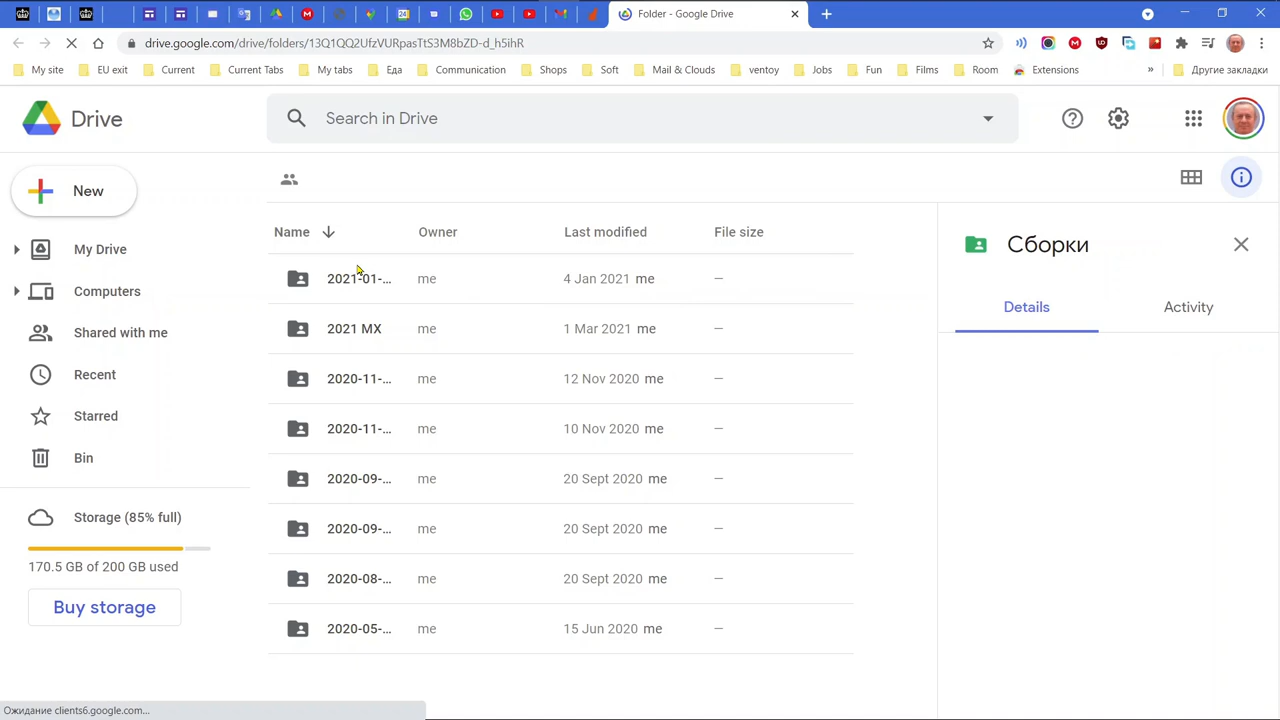 Folder - Google Drive
drive.google.com/drive/folders/13Q1QQ2UfzVURpasTtS3M8bZD-d_h5ihR
My site EU exit Current Current Tabs My tabs Еда Communication Shops Soft Mail & Clouds ventoy Jobs Fun Films Room Extensions » Другие закладки
Drive
Search in Drive
New
My Drive
Computers
Shared with me
Recent
Starred
Bin
Storage (85% full)
170.5 GB of 200 GB used
Buy storage
Name Owner Last modified File size
2021-01-... me 4 Jan 2021 me –
2021 MX me 1 Mar 2021 me –
2020-11-... me 12 Nov 2020 me –
2020-11-... me 10 Nov 2020 me –
2020-09-... me 20 Sept 2020 me –
2020-09-... me 20 Sept 2020 me –
2020-08-... me 20 Sept 2020 me –
2020-05-... me 15 Jun 2020 me –
Сборки
Details Activity
Ожидание clients6.google.com...